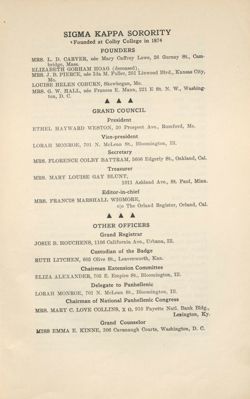 SIGMA KAPPA SORORITY
Founded at Colby College in 1874
FOUNDERS
MRS. L. D. CARVER, née Mary Caffrey Lowe, 26 Gurney St., Cambridge, Mass.
ELIZABETH GORHAM HOAG (deceased).
MRS. J. B. PIERCE, née Ida M. Fuller, 201 Linwood Blvd., Kansas City, Mo.
LOUISE HELEN COBURN, Skowhegan, Me.
MRS. G. W. HALL, née Frances E. Mann, 221 E St. N. W., Washington, D. C.
GRAND COUNCIL
President
ETHEL HAYWARD WESTON, 20 Prospect Ave., Rumford, Me.
Vice-president
LORAH MONROE, 701 N. McLean St., Bloomington, Ill.
Secretary
MRS. FLORENCE COLBY BATTRAM, 5606 Edgerly St., Oakland, Cal.
Treasurer
MRS. MARY LOUISE GAY BLUNT,
1011 Ashland Ave., St. Paul, Minn.
Editor-in-chief
MRS. FRANCIS MARSHALL WIGMORE,
c/o The Orland Register, Orland, Cal.
OTHER OFFICERS
Grand Registrar
JOSIE B. HOUCHENS, 1106 California Ave., Urbana, Ill.
Custodian of the Badge
RUTH LITCHEN, 605 Olive St., Leavenworth, Kan.
Chairman Extension Committee
ELIZA ALEXANDER, 703 E. Empire St., Bloomington, Ill.
Delegate to Panhellenic
LORAH MONROE, 701 N. McLean St., Bloomington, Ill.
Chairman of National Panhellenic Congress
MRS. MARY C. LOVE COLLINS, X Ω, 910 Fayette Natl. Bank Bldg.,
Lexington, Ky.
Grand Counselor
MISS EMMA E. KINNE, 206 Cavanaugh Courts, Washington, D. C.